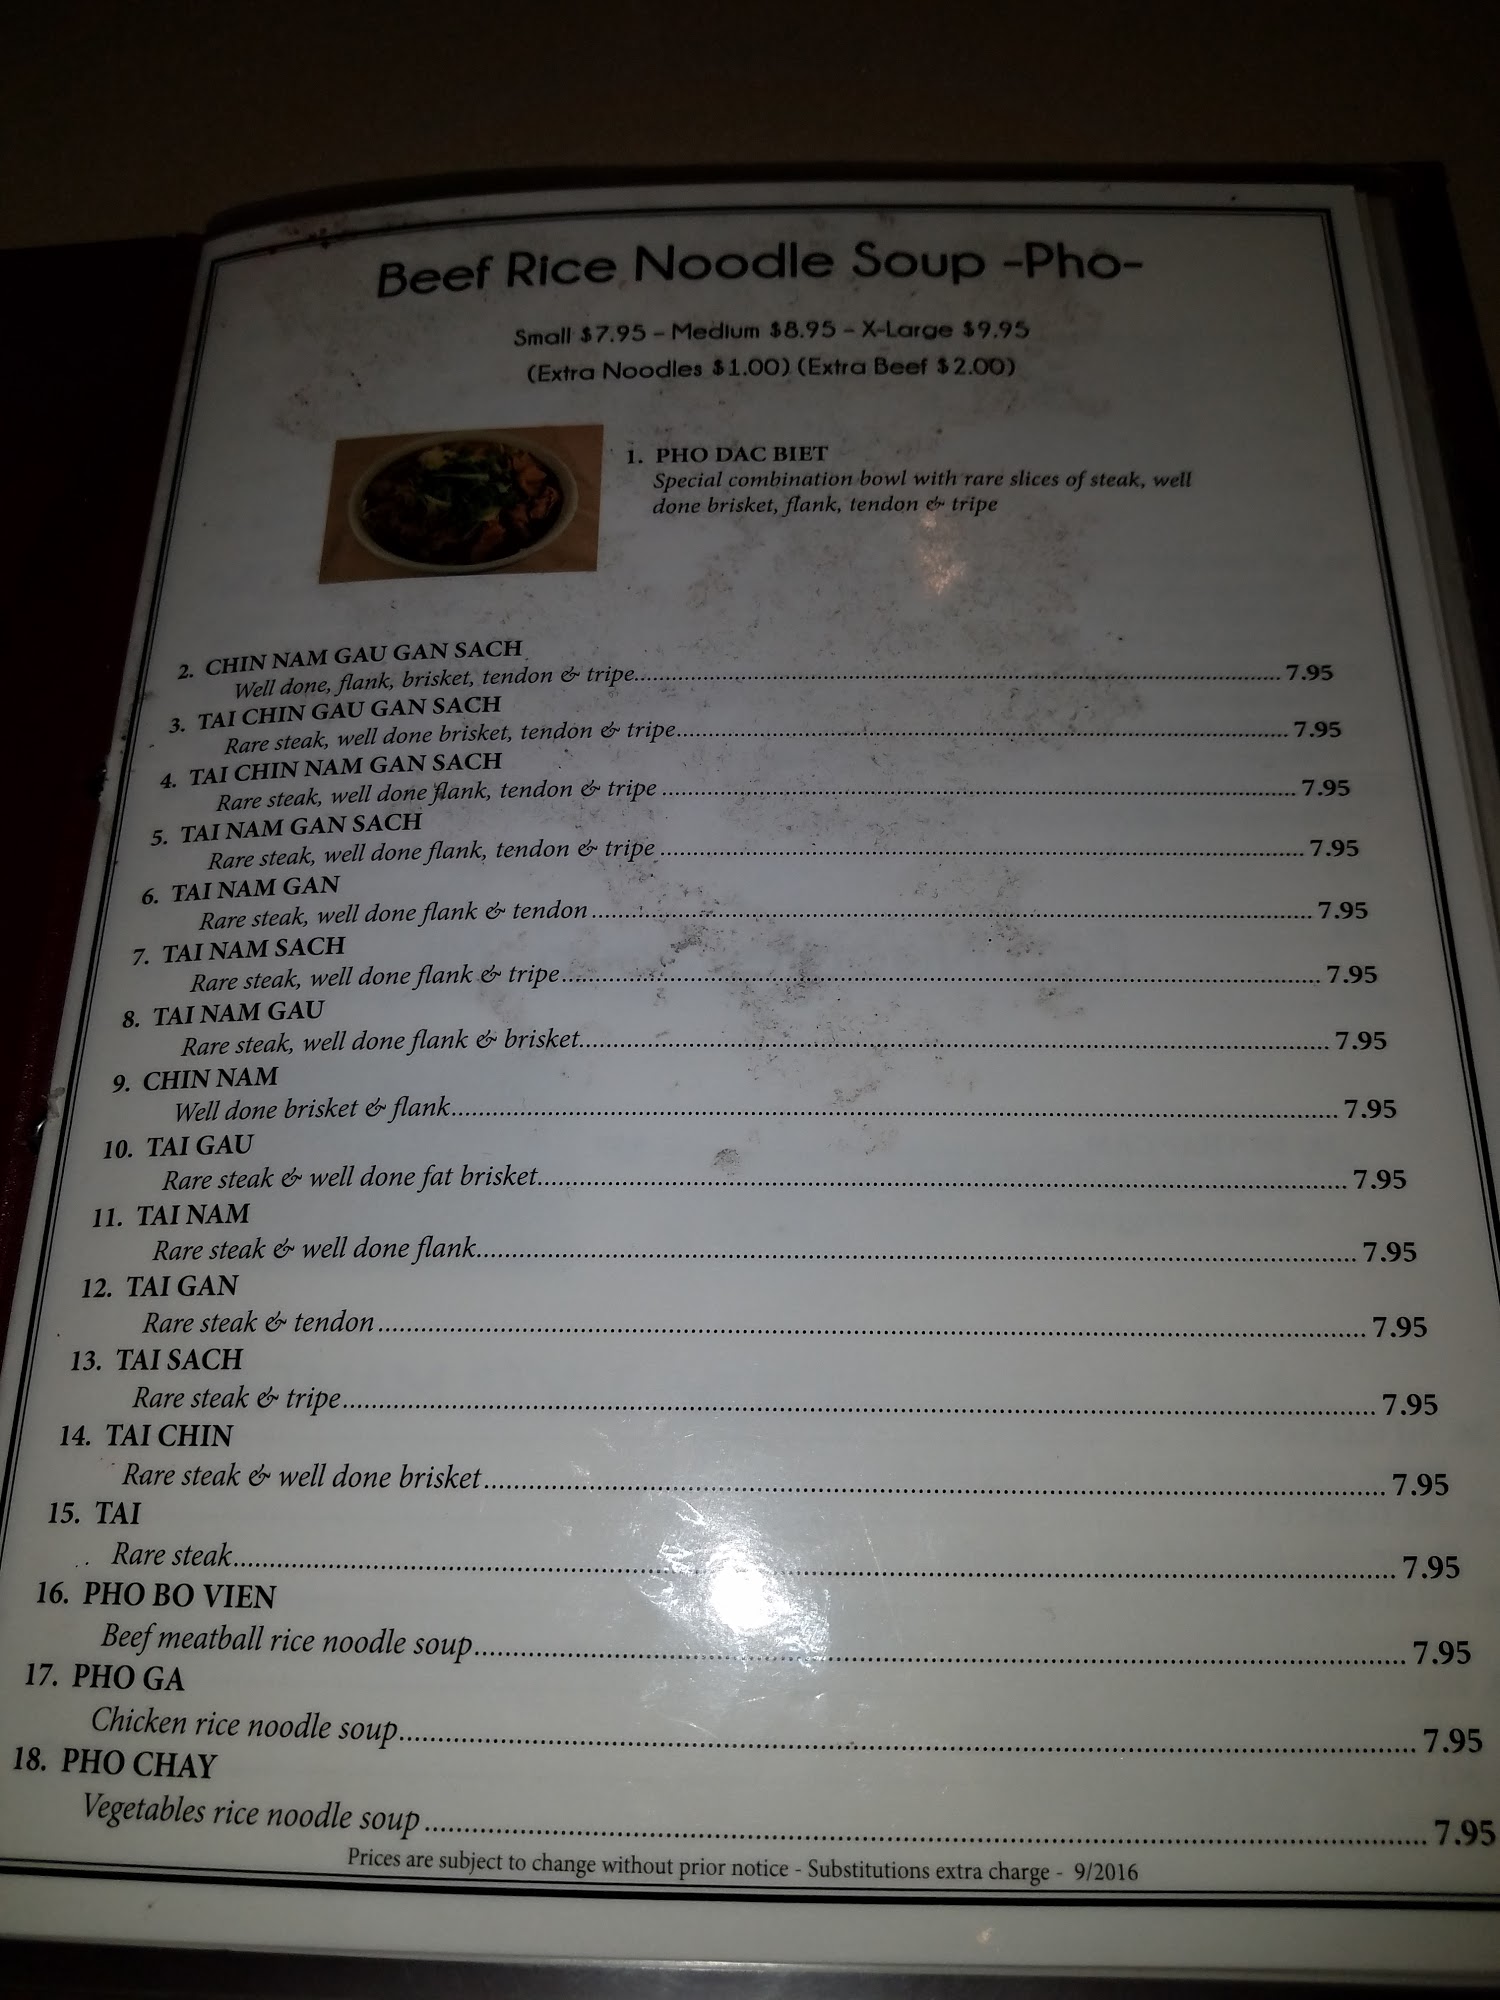 Beef Rice Noodle Soup -Pho-
Small $7.95 - Medium $8.95 - X-Large $9.95
(Extra Noodles $1.00) (Extra Beef $2.00)
1. PHO DAC BIET
Special combination bowl with rare slices of steak, well
done brisket, flank, tendon & tripe
2. CHIN NAM GAU GAN SACH
Well done, flank, brisket, tendon & tripe 7.95
3. TAI CHIN GAU GAN SACH
Rare steak, well done brisket, tendon & tripe 7.95
4. TAI CHIN NAM GAN SACH
Rare steak, well done flank, tendon & tripe 7.95
5. TAI NAM GAN SACH
Rare steak, well done flank, tendon & tripe 7.95
6. TAI NAM GAN
Rare steak, well done flank & tendon 7.95
7. TAI NAM SACH
Rare steak, well done flank & tripe 7.95
8. TAI NAM GAU
Rare steak, well done flank & brisket 7.95
9. CHIN NAM
Well done brisket & flank 7.95
10. TAI GAU
Rare steak & well done fat brisket 7.95
11. TAI NAM
Rare steak & well done flank 7.95
12. TAI GAN
Rare steak & tendon 7.95
13. TAI SACH
Rare steak & tripe 7.95
14. TAI CHIN
Rare steak & well done brisket 7.95
15. TAI
Rare steak 7.95
16. PHO BO VIEN
Beef meatball rice noodle soup 7.95
17. PHO GA
Chicken rice noodle soup 7.95
18. PHO CHAY
Vegetables rice noodle soup 7.95
Prices are subject to change without prior notice - Substitutions extra charge - 9/2016